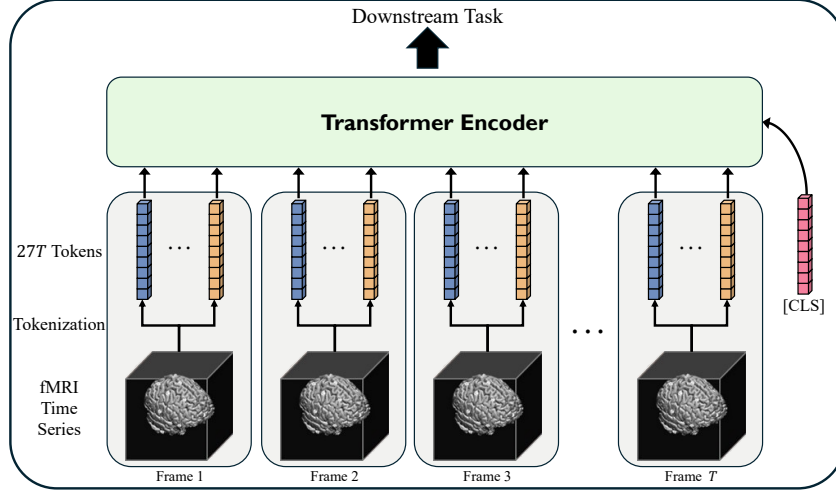 Downstream Task
Transformer Encoder
27T Tokens
... ... ... ...
[CLS]
Tokenization
...
fMRI
Time
Series
Frame 1
Frame 2
Frame 3
Frame T